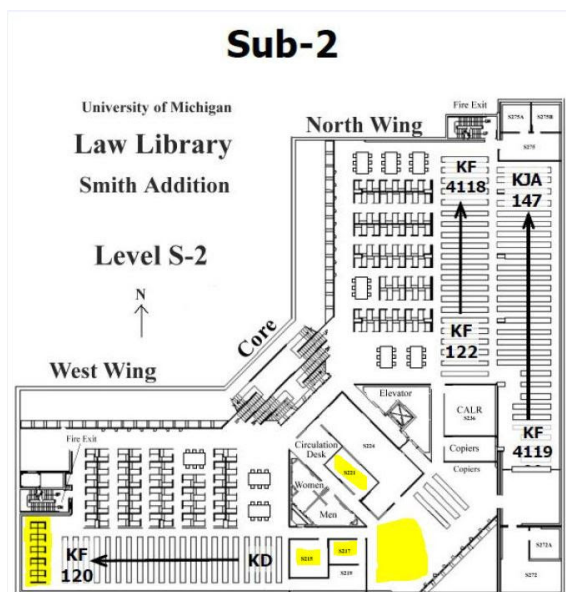 Sub-2
University of Michigan
Law Library
Smith Addition
Level S-2
N
North Wing
Fire Exit
S275A
S275B
S275
KF
4118
KJA
147
Core
West Wing
KF
122
Elevator
CALR
S236
Copiers
Copiers
KF
4119
Fire Exit
Circulation
Desk
S226
S221
Women
Men
KF
120
KD
S215
S217
S219
S272A
S272